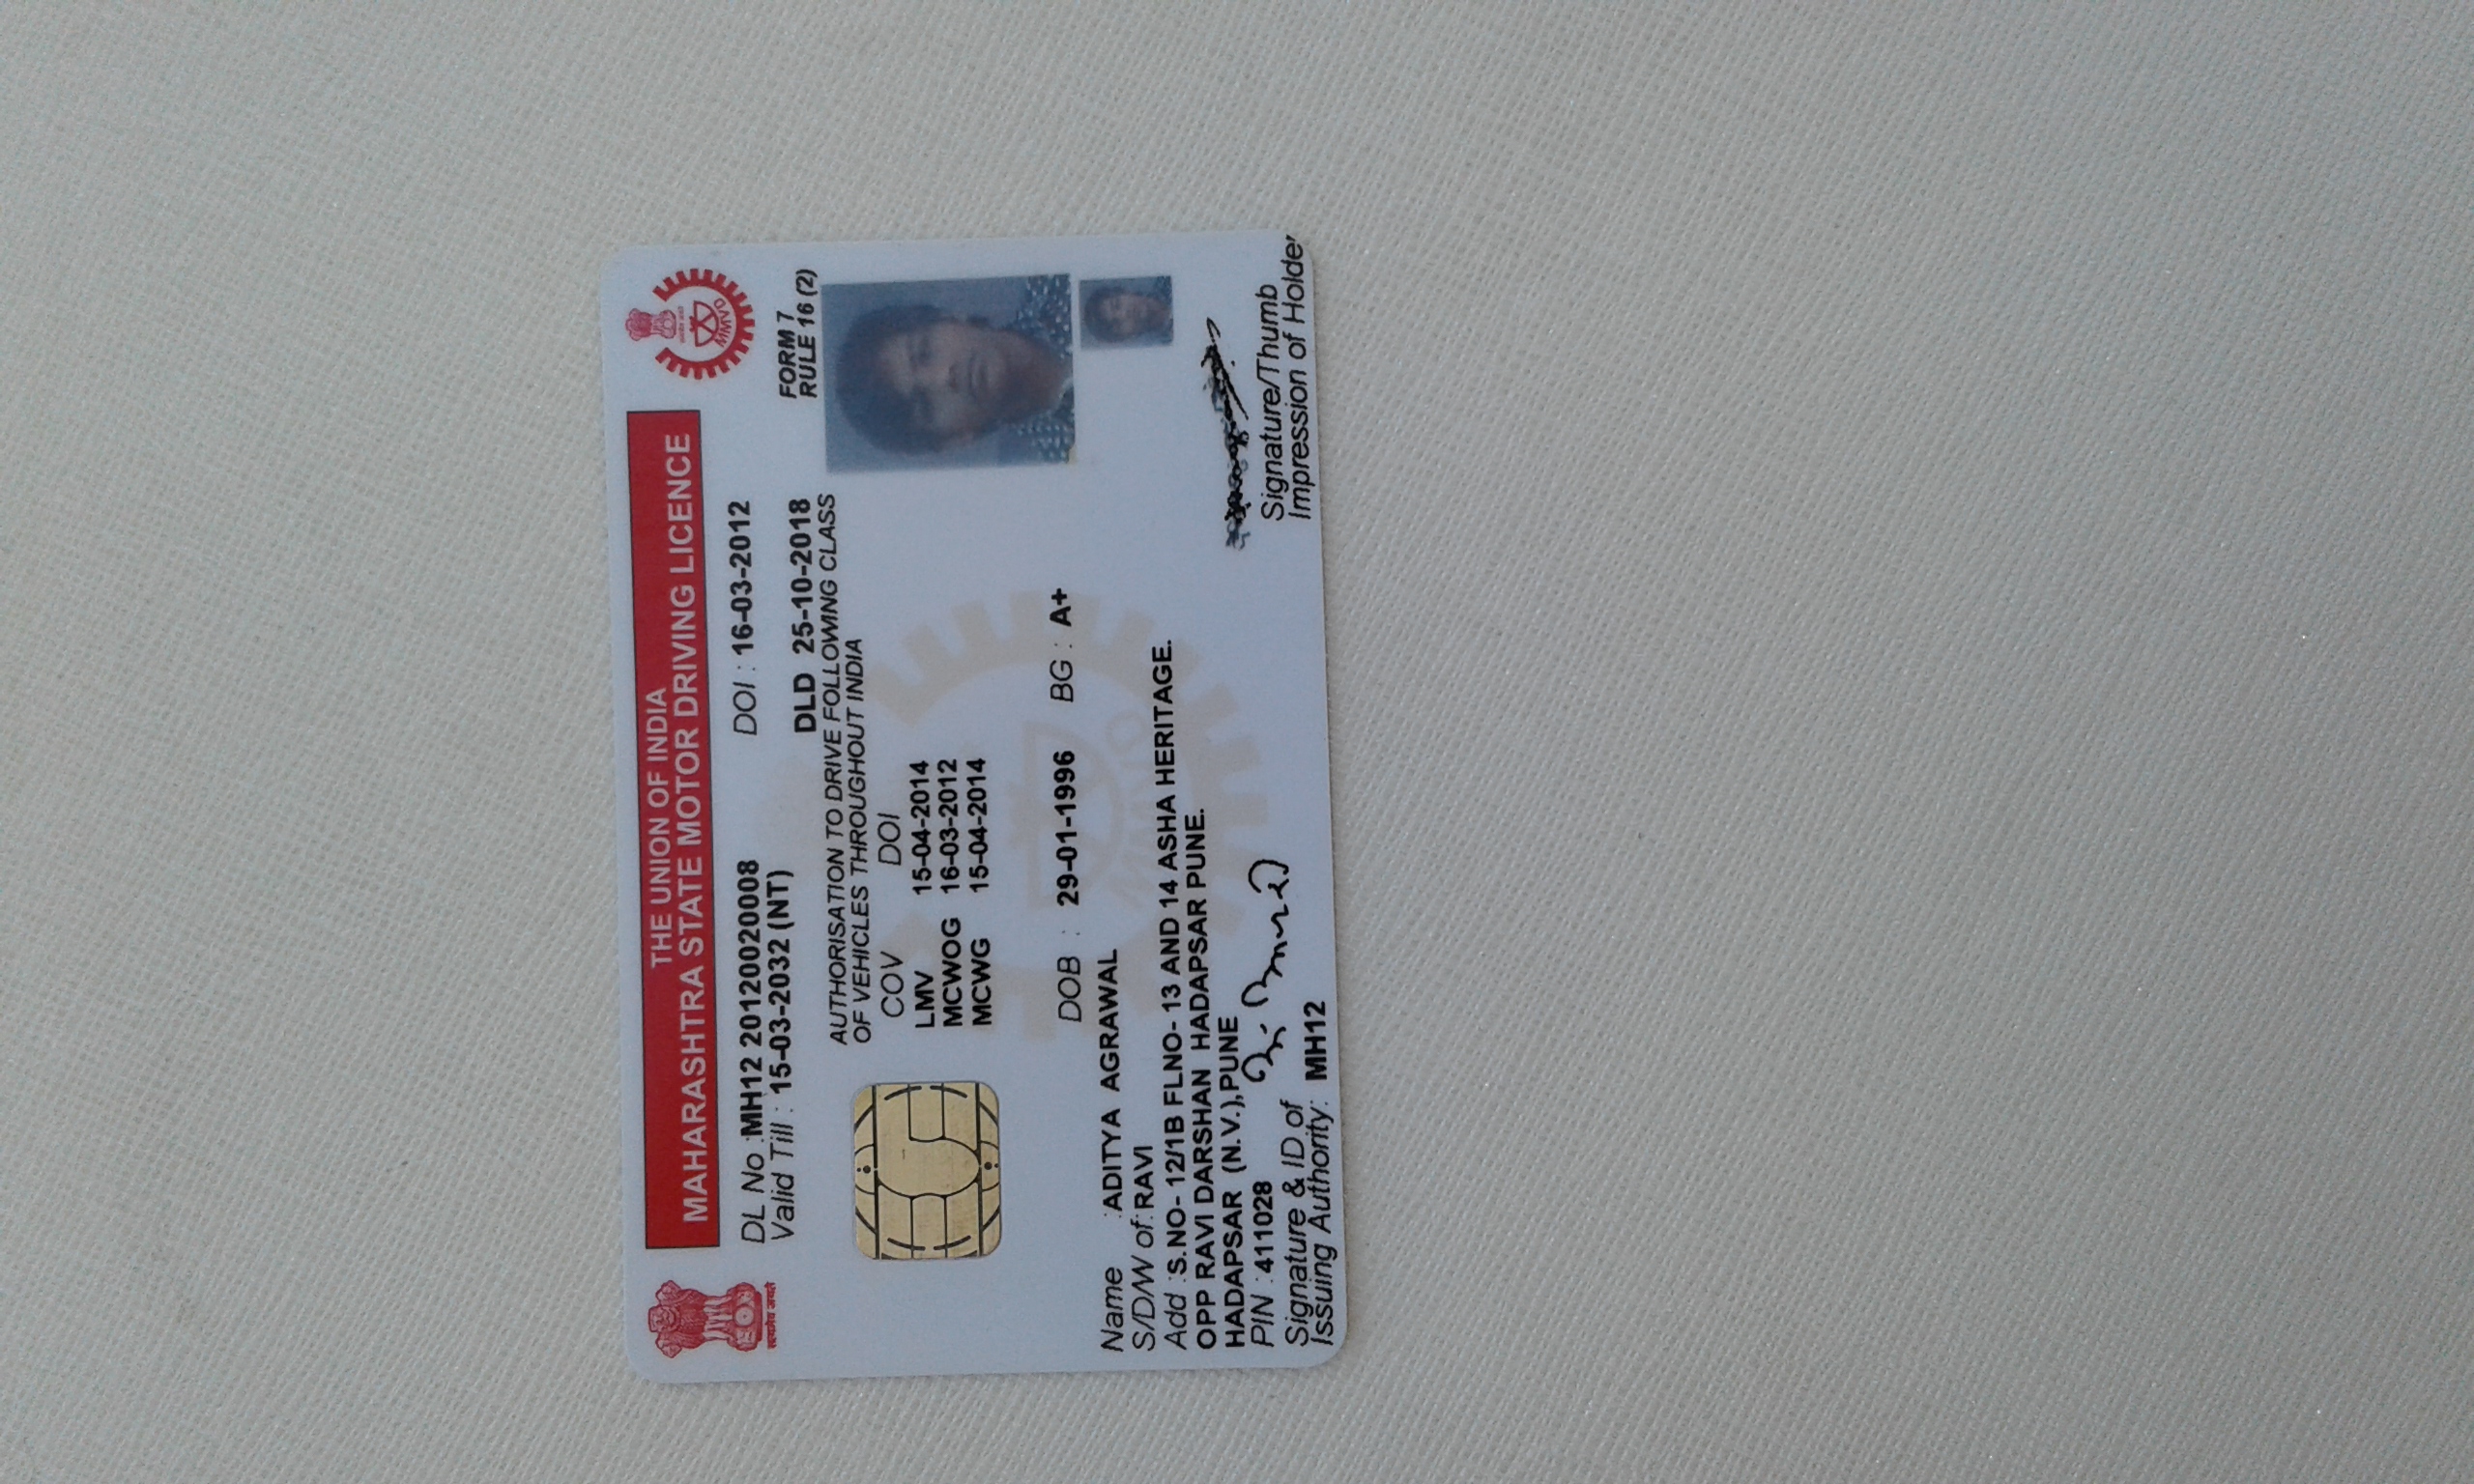 THE UNION OF INDIA
MAHARASHTRA STATE MOTOR DRIVING LICENCE
सत्यमेव जयते
MMVD
DL No :MH12 20120020008 DOI : 16-03-2012
Valid Till : 15-03-2032 (NT)
DLD 25-10-2018
FORM 7
RULE 16 (2)
AUTHORISATION TO DRIVE FOLLOWING CLASS
OF VEHICLES THROUGHOUT INDIA
COV DOI
LMV 15-04-2014
MCWOG 16-03-2012
MCWG 15-04-2014
DOB : 29-01-1996 BG : A+
Name :ADITYA AGRAWAL
S/D/W of:RAVI
Add :S.NO- 12/1B FLNO- 13 AND 14 ASHA HERITAGE.
OPP RAVI DARSHAN HADAPSAR PUNE.
HADAPSAR (N.V.),PUNE
PIN :411028
Signature & ID of
Issuing Authority: MH12
Signature/Thumb
Impression of Holder